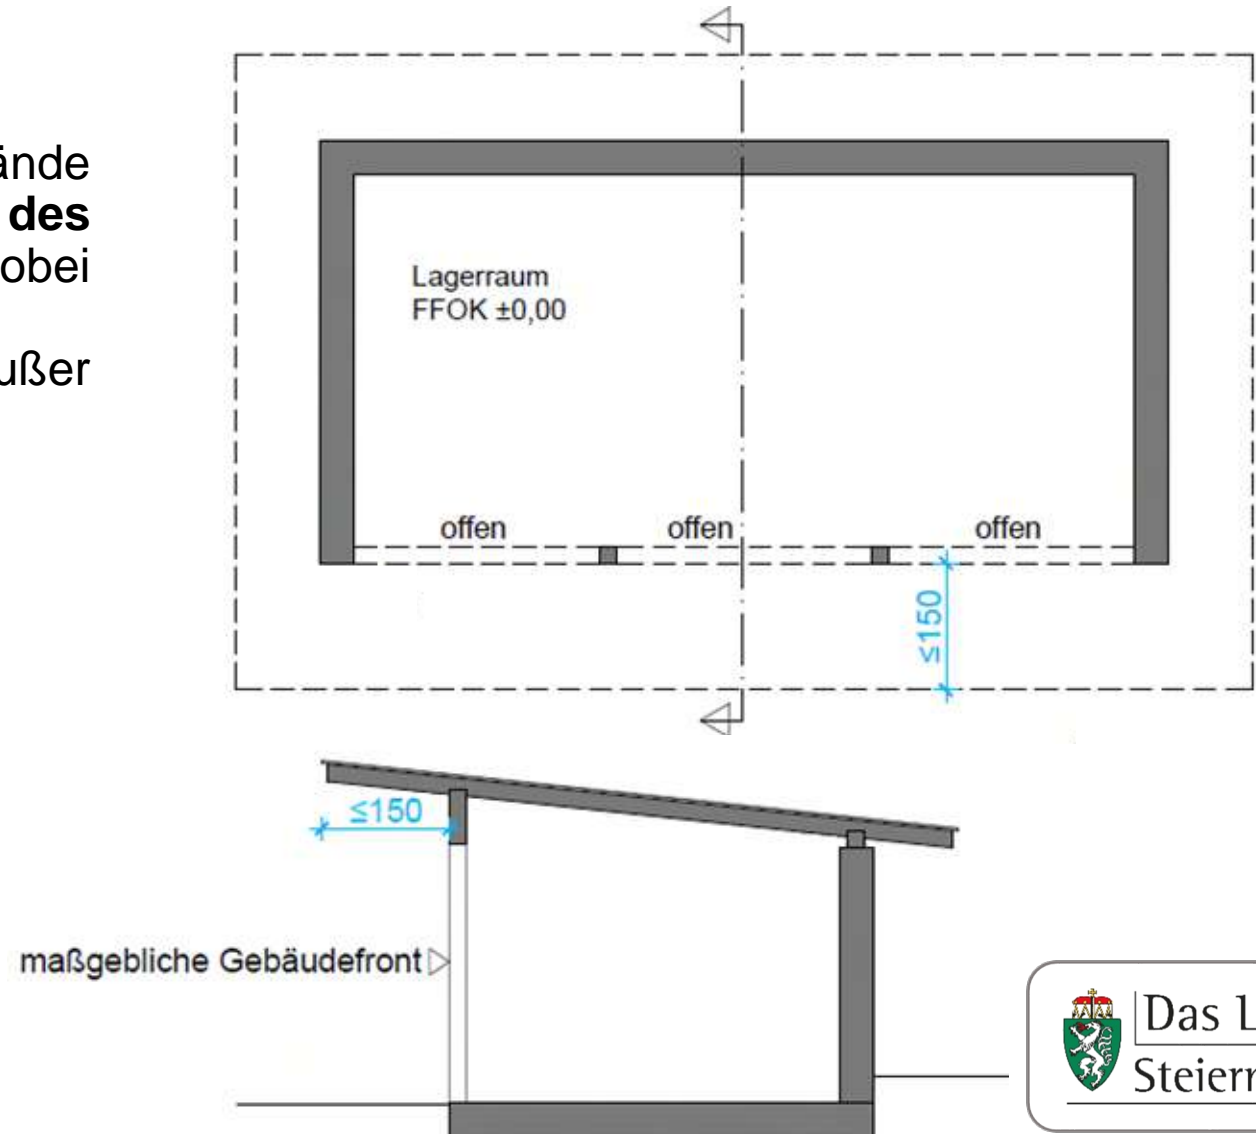 ände
des
obei
ußer
Lagerraum
FFOK ±0,00
offen offen offen
≤150
≤150
maßgebliche Gebäudefront
Das L
Steierr